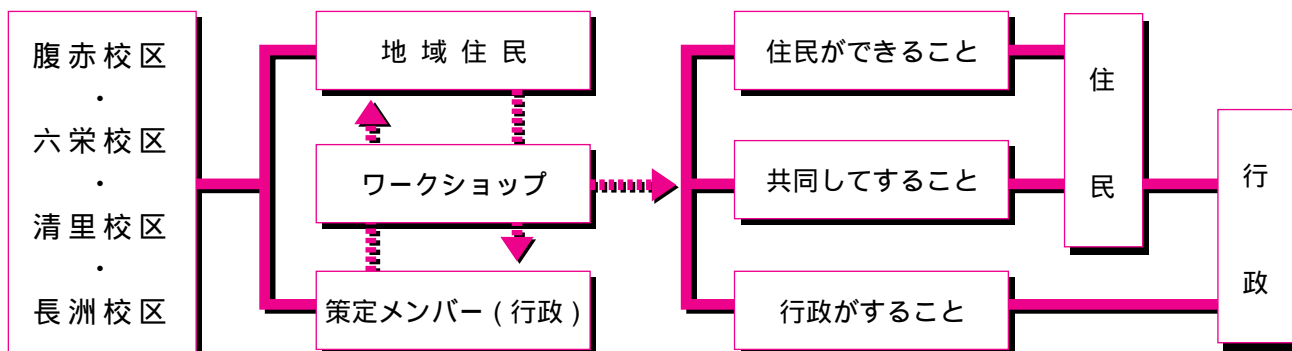 腹赤校区
・
六栄校区
・
清里校区
・
長洲校区
地域住民
ワークショップ
策定メンバー(行政)
住民ができること
共同してすること
行政がすること
住民
行政